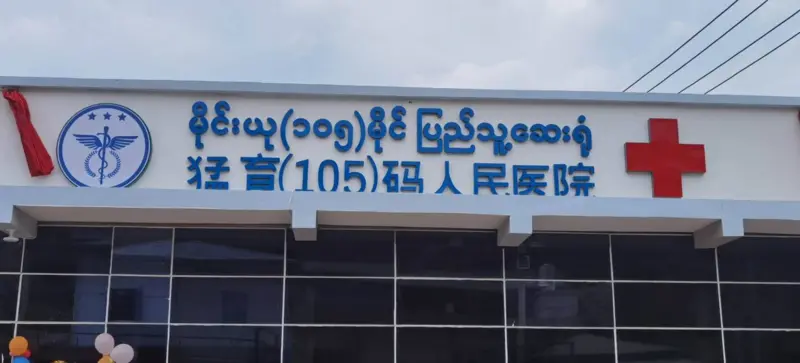 မိုင်းယု(၁၀၅)မိုင် ပြည်သူ့ဆေးရုံ
猛育(105)码人民医院